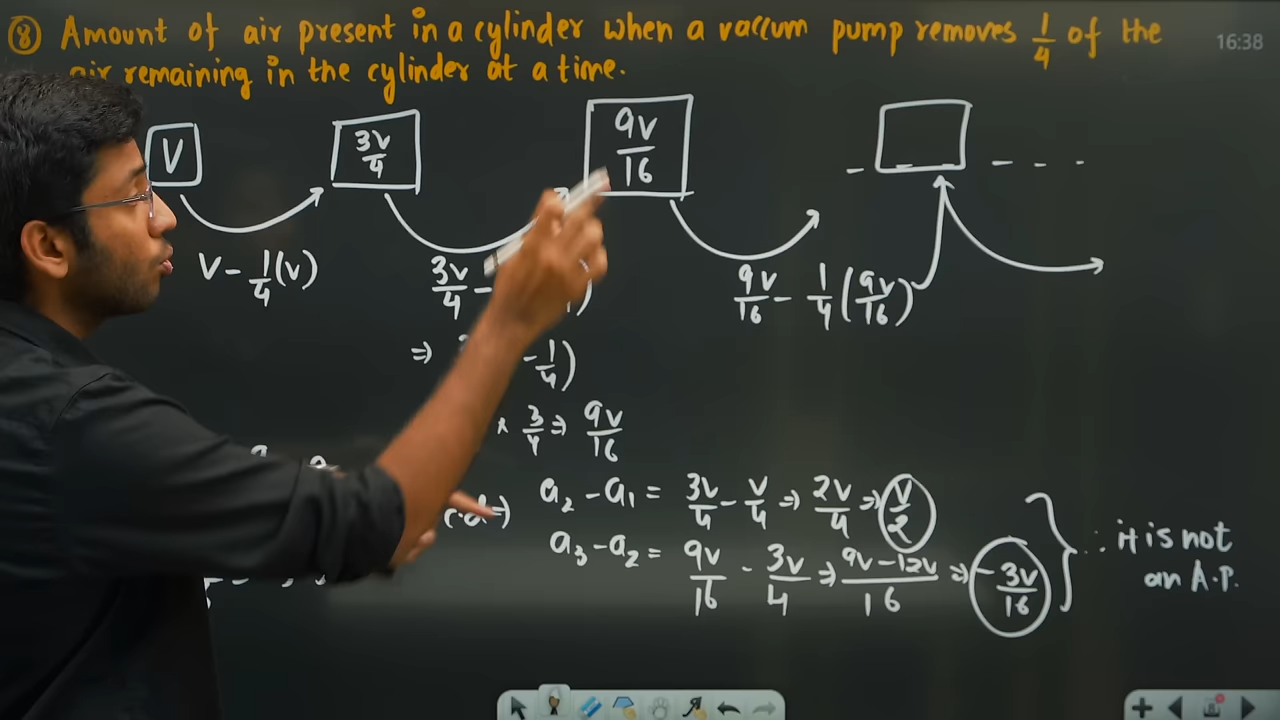 ⑧ Amount of air present in a cylinder when a vaccum pump removes 1/4 of the
air remaining in the cylinder at a time.
16:38
V
3v/4
9v/16
V - 1/4(v)
3v/4 -
9v/16 - 1/4(9v/16)
⇒ - 1/4)
× 3/4 ⇒ 9v/16
a₂ - a₁ = 3v/4 - v/4 ⇒ 2v/4 ⇒ v/2
a₃ - a₂ = 9v/16 - 3v/4 ⇒ 9v-12v/16 ⇒ -3v/16
∴ it is not
an A.P.